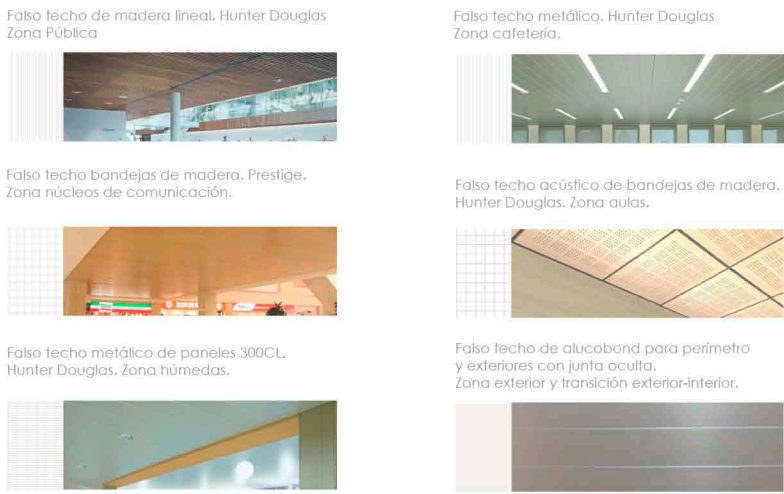 Falso techo de madera lineal. Hunter Douglas
Zona Pública
Falso techo metálico. Hunter Douglas
Zona cafetería.
Falso techo bandejas de madera. Prestige.
Zona núcleos de comunicación.
Falso techo acústico de bandejas de madera.
Hunter Douglas. Zona aulas.
Falso techo metálico de paneles 300CL.
Hunter Douglas. Zona húmedas.
Falso techo de alucobond para perímetro
y exteriores con junta oculta.
Zona exterior y transición exterior-interior.